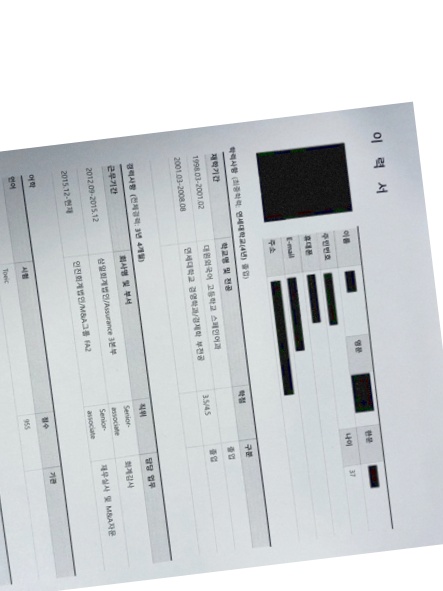 이 력 서
이름 영문 한문
주민번호 나이 37
휴대폰
E-mail
주소
학력사항 (최종학력: 연세대학교(4년) 졸업)
재학기간 학교명 및 전공 학점 구분
1998.03-2001.02 대원외국어 고등학교 스페인어과 졸업
2001.03-2008.08 연세대학교 경영학과/경제학 부전공 3.5/4.5 졸업
경력사항 (전체경력: 3년 4개월)
근무기간 회사명 및 부서 직위 담당 업무
2012.09-2015.12 삼일회계법인/Assurance 3본부 Senior-associate 회계감사
2015.12-현재 안진회계법인/M&A그룹 FA2 Senior-associate 재무실사 및 M&A자문
어학
언어 시험 점수 기관
Toeic 955